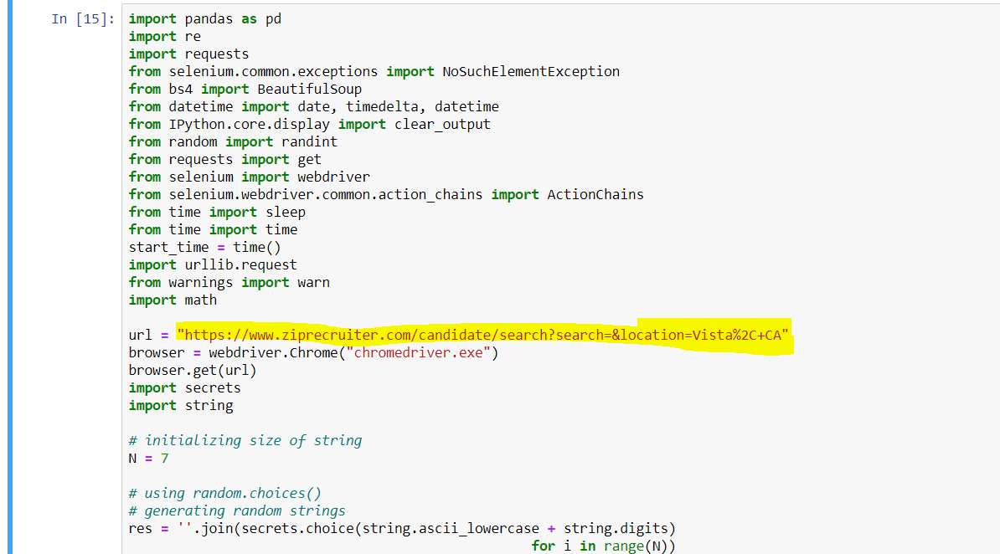 In [15]: import pandas as pd
import re
import requests
from selenium.common.exceptions import NoSuchElementException
from bs4 import BeautifulSoup
from datetime import date, timedelta, datetime
from IPython.core.display import clear_output
from random import randint
from requests import get
from selenium import webdriver
from selenium.webdriver.common.action_chains import ActionChains
from time import sleep
from time import time
start_time = time()
import urllib.request
from warnings import warn
import math
url = "https://www.ziprecruiter.com/candidate/search?search=&location=Vista%2C+CA"
browser = webdriver.Chrome("chromedriver.exe")
browser.get(url)
import secrets
import string
# initializing size of string
N = 7
# using random.choices()
# generating random strings
res = ''.join(secrets.choice(string.ascii_lowercase + string.digits)
for i in range(N))